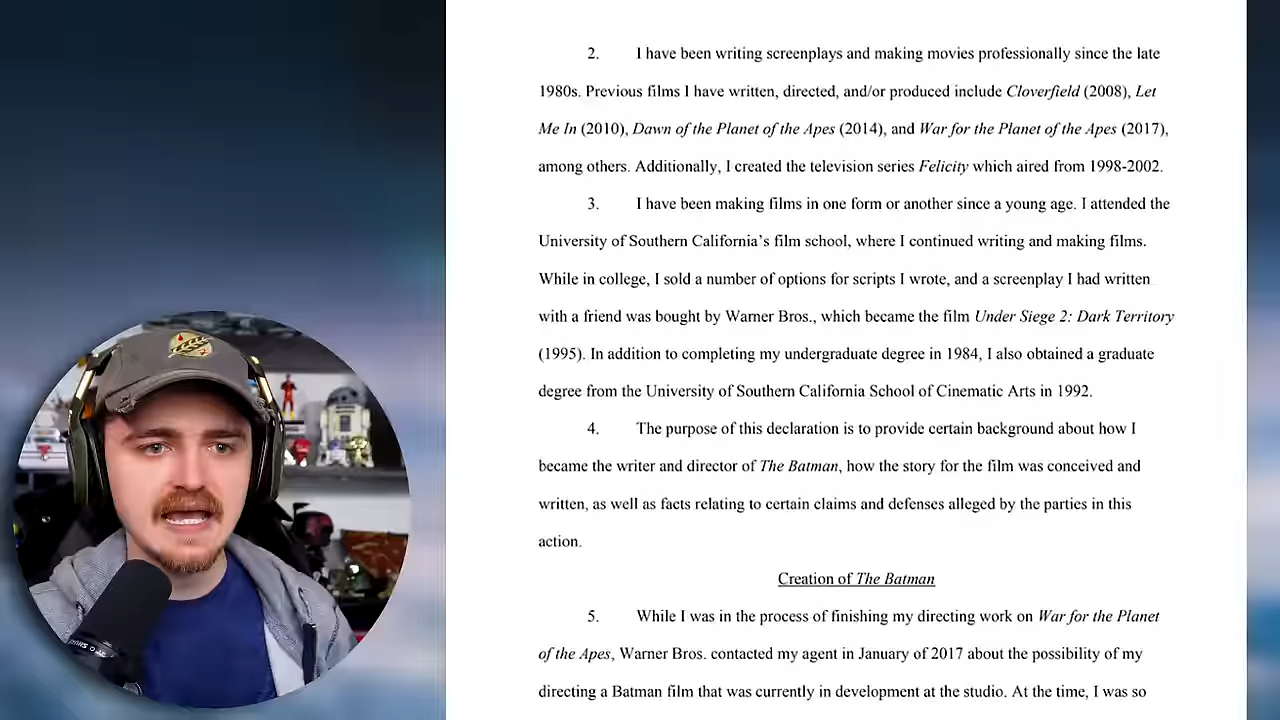 2. I have been writing screenplays and making movies professionally since the late
1980s. Previous films I have written, directed, and/or produced include Cloverfield (2008), Let
Me In (2010), Dawn of the Planet of the Apes (2014), and War for the Planet of the Apes (2017),
among others. Additionally, I created the television series Felicity which aired from 1998-2002.
3. I have been making films in one form or another since a young age. I attended the
University of Southern California’s film school, where I continued writing and making films.
While in college, I sold a number of options for scripts I wrote, and a screenplay I had written
with a friend was bought by Warner Bros., which became the film Under Siege 2: Dark Territory
(1995). In addition to completing my undergraduate degree in 1984, I also obtained a graduate
degree from the University of Southern California School of Cinematic Arts in 1992.
4. The purpose of this declaration is to provide certain background about how I
became the writer and director of The Batman, how the story for the film was conceived and
written, as well as facts relating to certain claims and defenses alleged by the parties in this
action.
Creation of The Batman
5. While I was in the process of finishing my directing work on War for the Planet
of the Apes, Warner Bros. contacted my agent in January of 2017 about the possibility of my
directing a Batman film that was currently in development at the studio. At the time, I was so